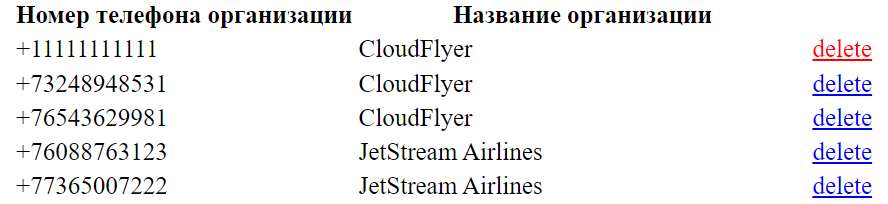 Номер телефона организации Название организации
+11111111111 CloudFlyer delete
+73248948531 CloudFlyer delete
+76543629981 CloudFlyer delete
+76088763123 JetStream Airlines delete
+77365007222 JetStream Airlines delete